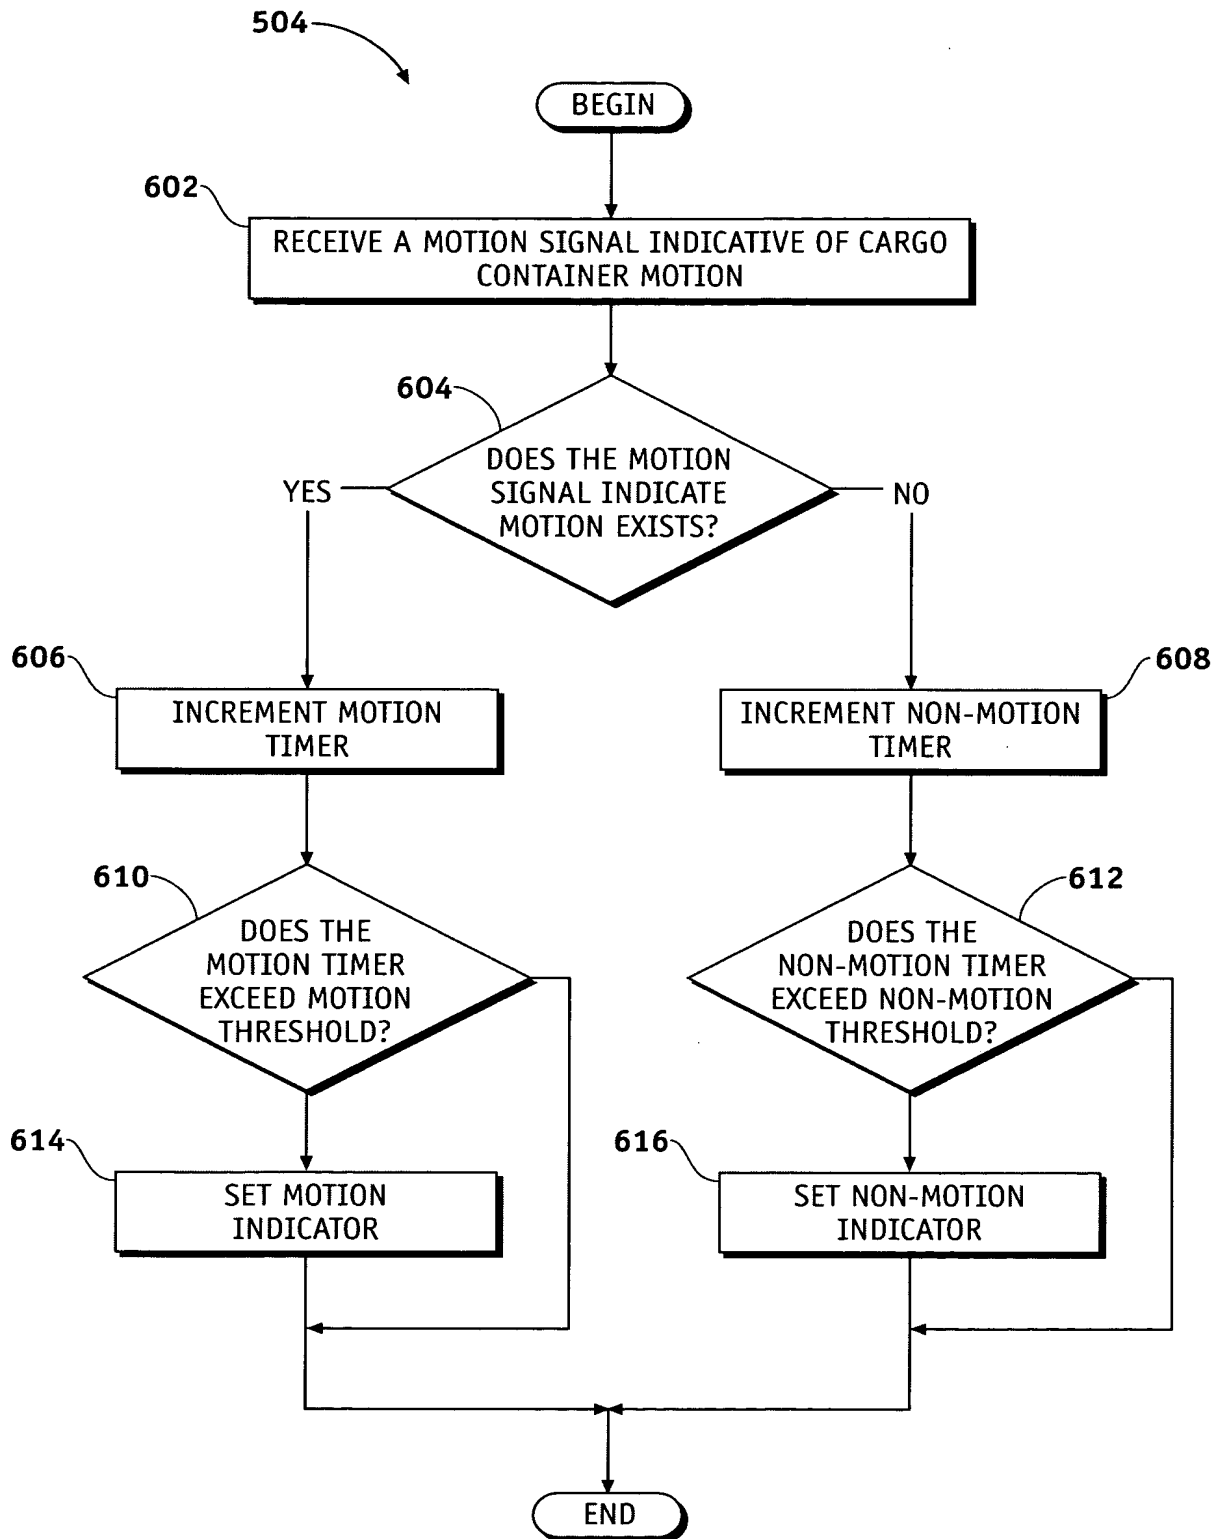 504
BEGIN
602
RECEIVE A MOTION SIGNAL INDICATIVE OF CARGO
CONTAINER MOTION
604
DOES THE MOTION
SIGNAL INDICATE
MOTION EXISTS?
YES
NO
606
INCREMENT MOTION
TIMER
608
INCREMENT NON-MOTION
TIMER
610
DOES THE
MOTION TIMER
EXCEED MOTION
THRESHOLD?
612
DOES THE
NON-MOTION TIMER
EXCEED NON-MOTION
THRESHOLD?
614
SET MOTION
INDICATOR
616
SET NON-MOTION
INDICATOR
END